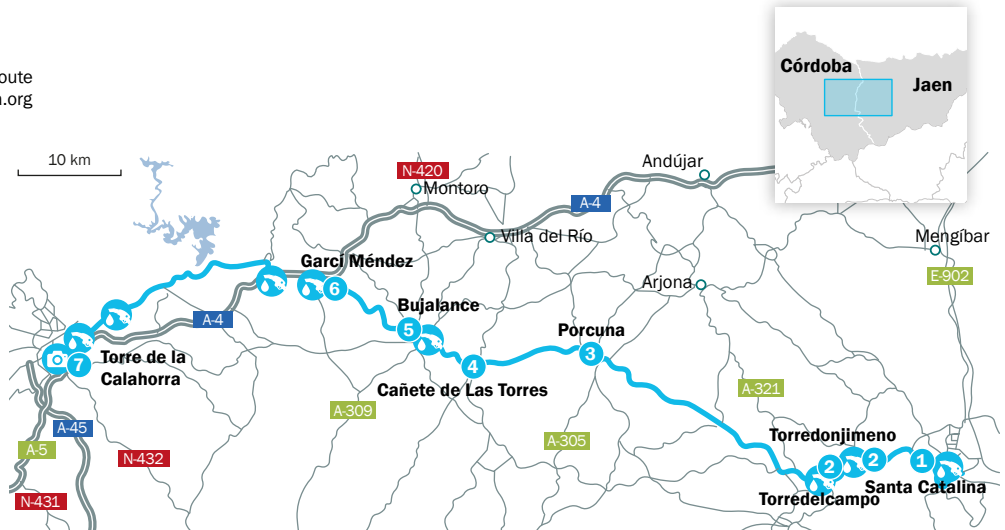 oute
.org
10 km
Córdoba
Jaen
N-420
Montoro
Andújar
A-4
Villa del Río
Mengíbar
E-902
Garci Méndez
6
Arjona
Bujalance
5
A-4
Porcuna
3
Torre de la
Calahorra
7
4
Cañete de Las Torres
A-321
A-309
A-45
A-5
N-432
A-305
N-431
Torredonjimeno
2
2
1
Santa Catalina
Torredelcampo